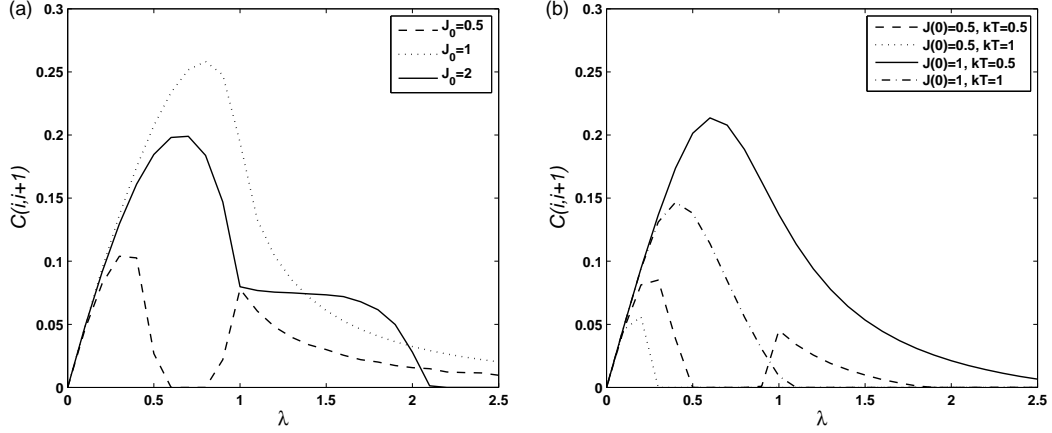 (a)
J0=0.5
J0=1
J0=2
C(i,i+1)
0.3
0.25
0.2
0.15
0.1
0.05
0
0 0.5 1 1.5 2 2.5
λ
(b)
J(0)=0.5, kT=0.5
J(0)=0.5, kT=1
J(0)=1, kT=0.5
J(0)=1, kT=1
C(i,i+1)
0.3
0.25
0.2
0.15
0.1
0.05
0
0 0.5 1 1.5 2 2.5
λ